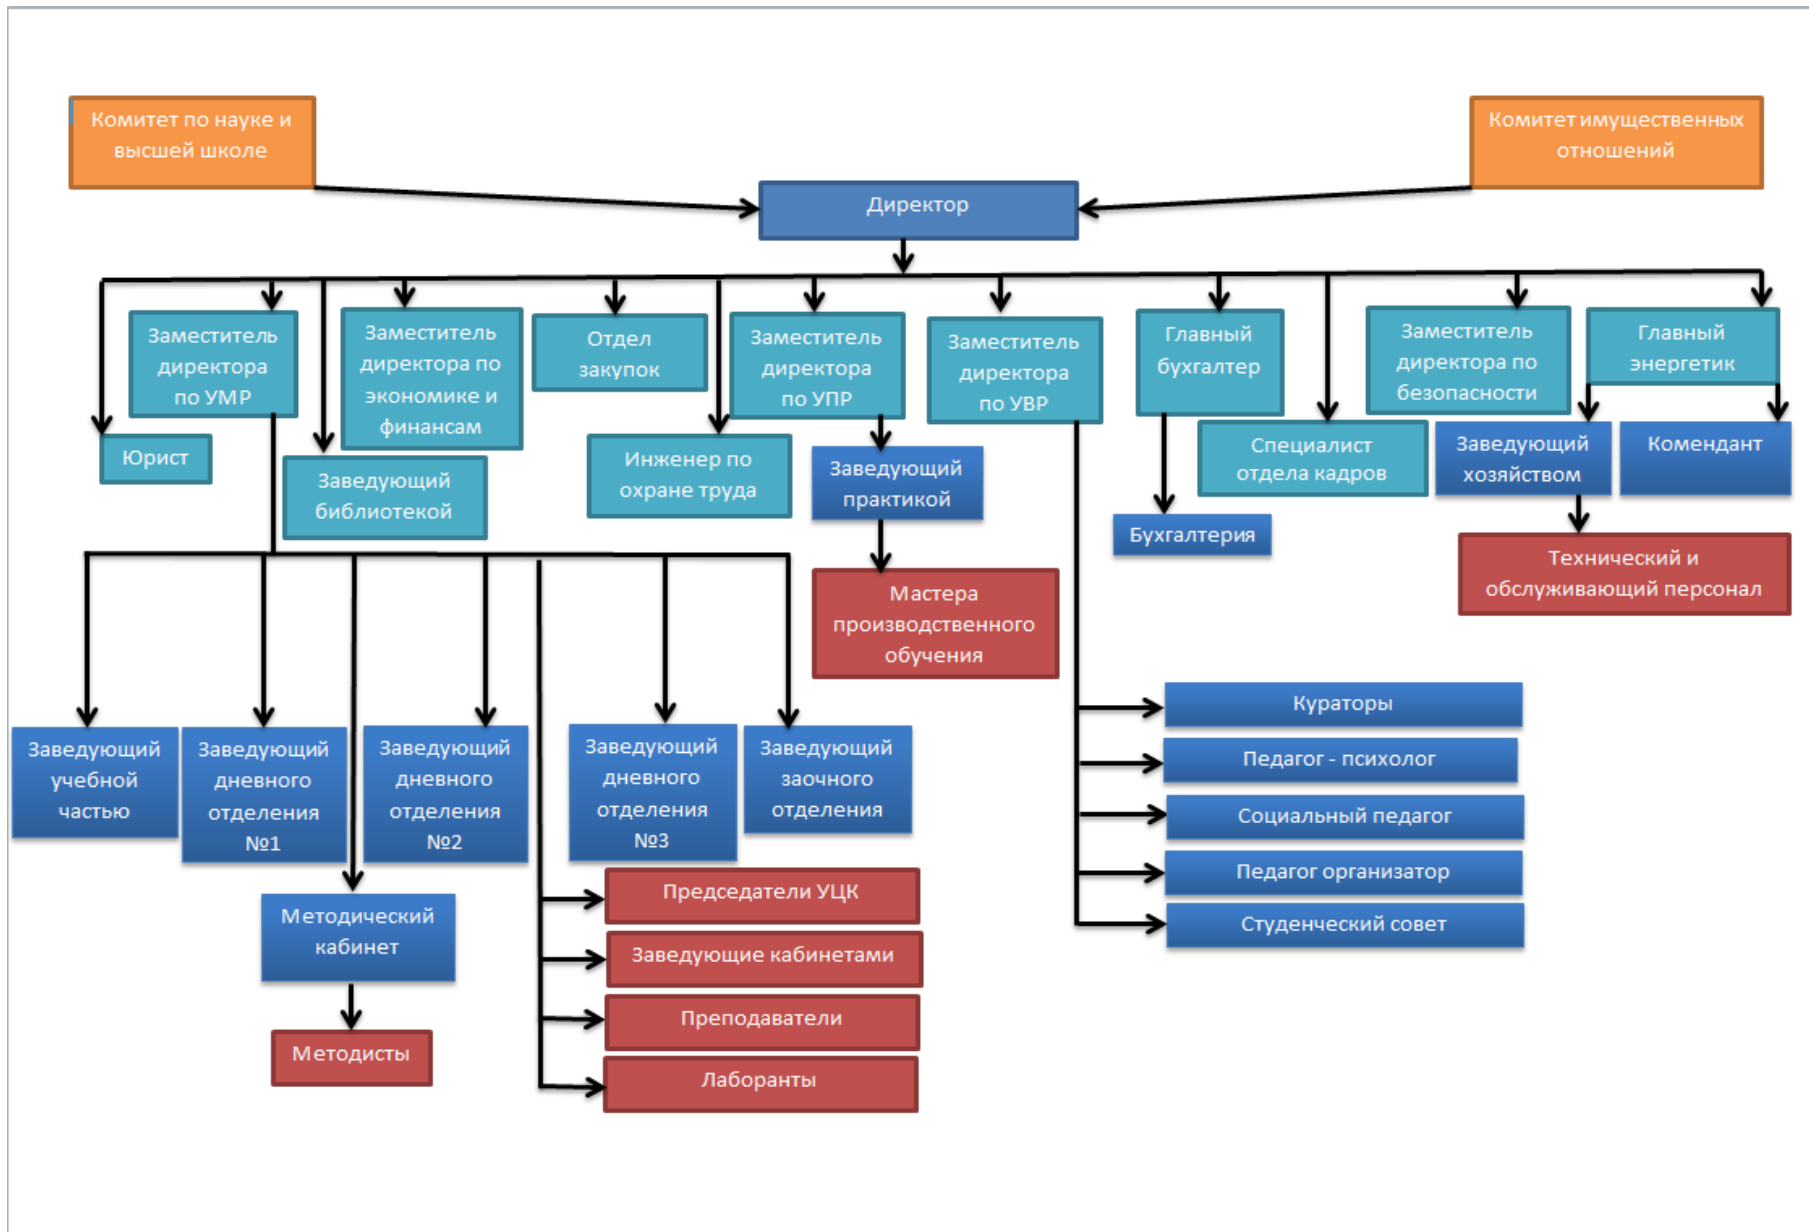 Комитет по науке и
высшей школе
Комитет имущественных
отношений
Директор
Заместитель
директора
по УМР
Заместитель
директора по
экономике и
финансам
Отдел
закупок
Заместитель
директора
по УПР
Заместитель
директора
по УВР
Главный
бухгалтер
Заместитель
директора по
безопасности
Главный
энергетик
Юрист
Заведующий
библиотекой
Инженер по
охране труда
Заведующий
практикой
Специалист
отдела кадров
Заведующий
хозяйством
Комендант
Бухгалтерия
Технический и
обслуживающий персонал
Мастера
производственного
обучения
Заведующий
учебной
частью
Заведующий
дневного
отделения
№1
Заведующий
дневного
отделения
№2
Заведующий
дневного
отделения
№3
Заведующий
заочного
отделения
Кураторы
Педагог - психолог
Социальный педагог
Педагог организатор
Студенческий совет
Методический
кабинет
Методисты
Председатели УЦК
Заведующие кабинетами
Преподаватели
Лаборанты